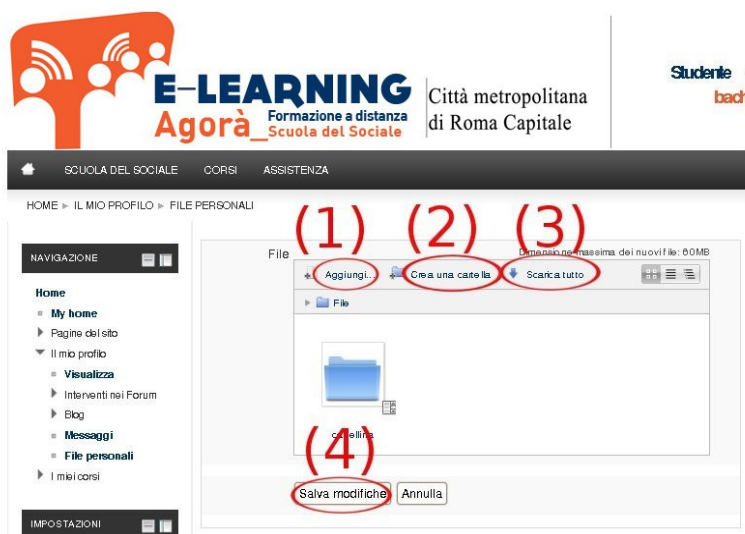 E-LEARNING
Formazione a distanza
Agorà_Scuola del Sociale
Città metropolitana
di Roma Capitale
Studente
bach
SCUOLA DEL SOCIALE CORSI ASSISTENZA
HOME ► IL MIO PROFILO ► FILE PERSONALI
(1) (2) (3)
NAVIGAZIONE
Home
My home
Pagine del sito
Il mio profilo
Visualizza
Interventi nei Forum
Blog
Messaggi
File personali
I miei corsi
IMPOSTAZIONI
File
Dimensione massima dei nuovi file: 60MB
Aggiungi... Crea una cartella Scarica tutto
File
(4)
Salva modifiche Annulla